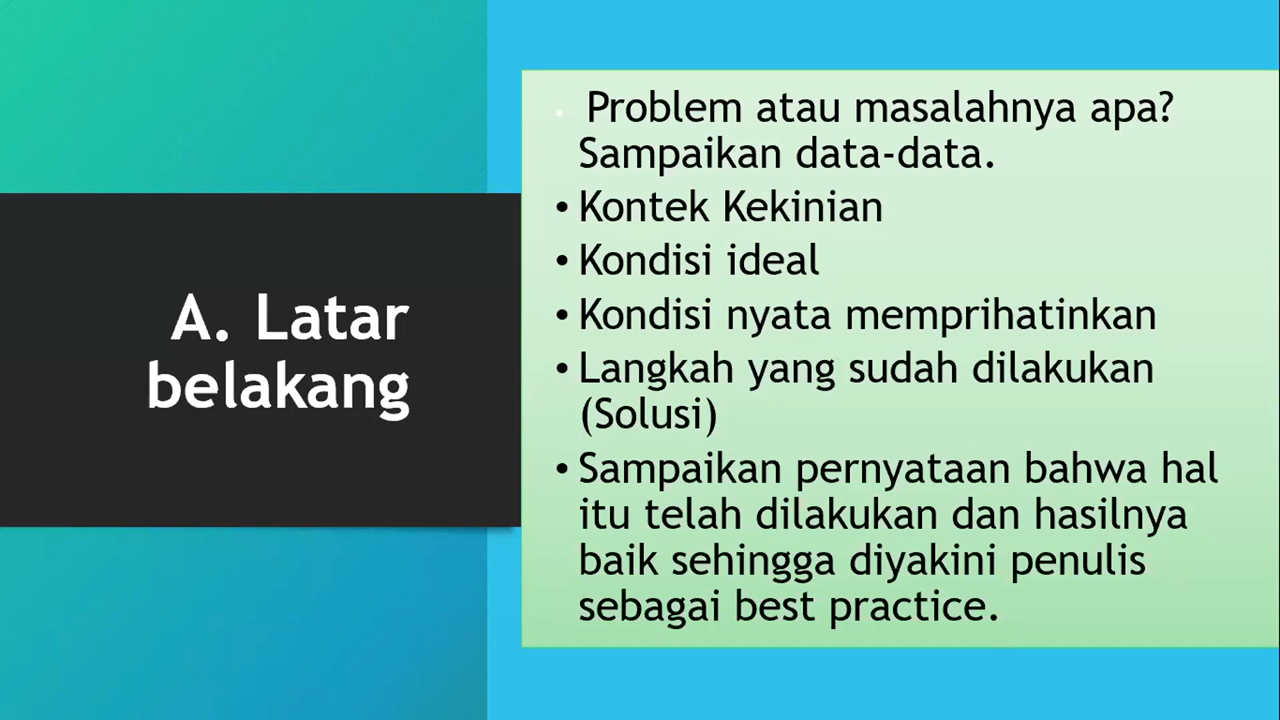 A. Latar
belakang
• Problem atau masalahnya apa?
Sampaikan data-data.
• Kontek Kekinian
• Kondisi ideal
• Kondisi nyata memprihatinkan
• Langkah yang sudah dilakukan
(Solusi)
• Sampaikan pernyataan bahwa hal
itu telah dilakukan dan hasilnya
baik sehingga diyakini penulis
sebagai best practice.